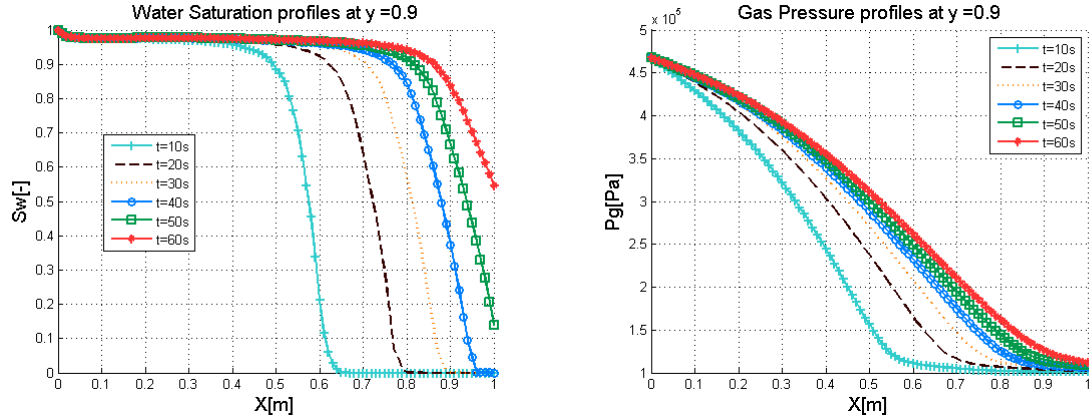 Water Saturation profiles at y =0.9
1
0.9
0.8
0.7
0.6
0.5
0.4
0.3
0.2
0.1
0
Sw[-]
t=10s
t=20s
t=30s
t=40s
t=50s
t=60s
0 0.1 0.2 0.3 0.4 0.5 0.6 0.7 0.8 0.9 1
X[m]
Gas Pressure profiles at y =0.9
x 10⁵
5
4.5
4
3.5
3
2.5
2
1.5
1
Pg[Pa]
t=10s
t=20s
t=30s
t=40s
t=50s
t=60s
0 0.1 0.2 0.3 0.4 0.5 0.6 0.7 0.8 0.9 1
X[m]